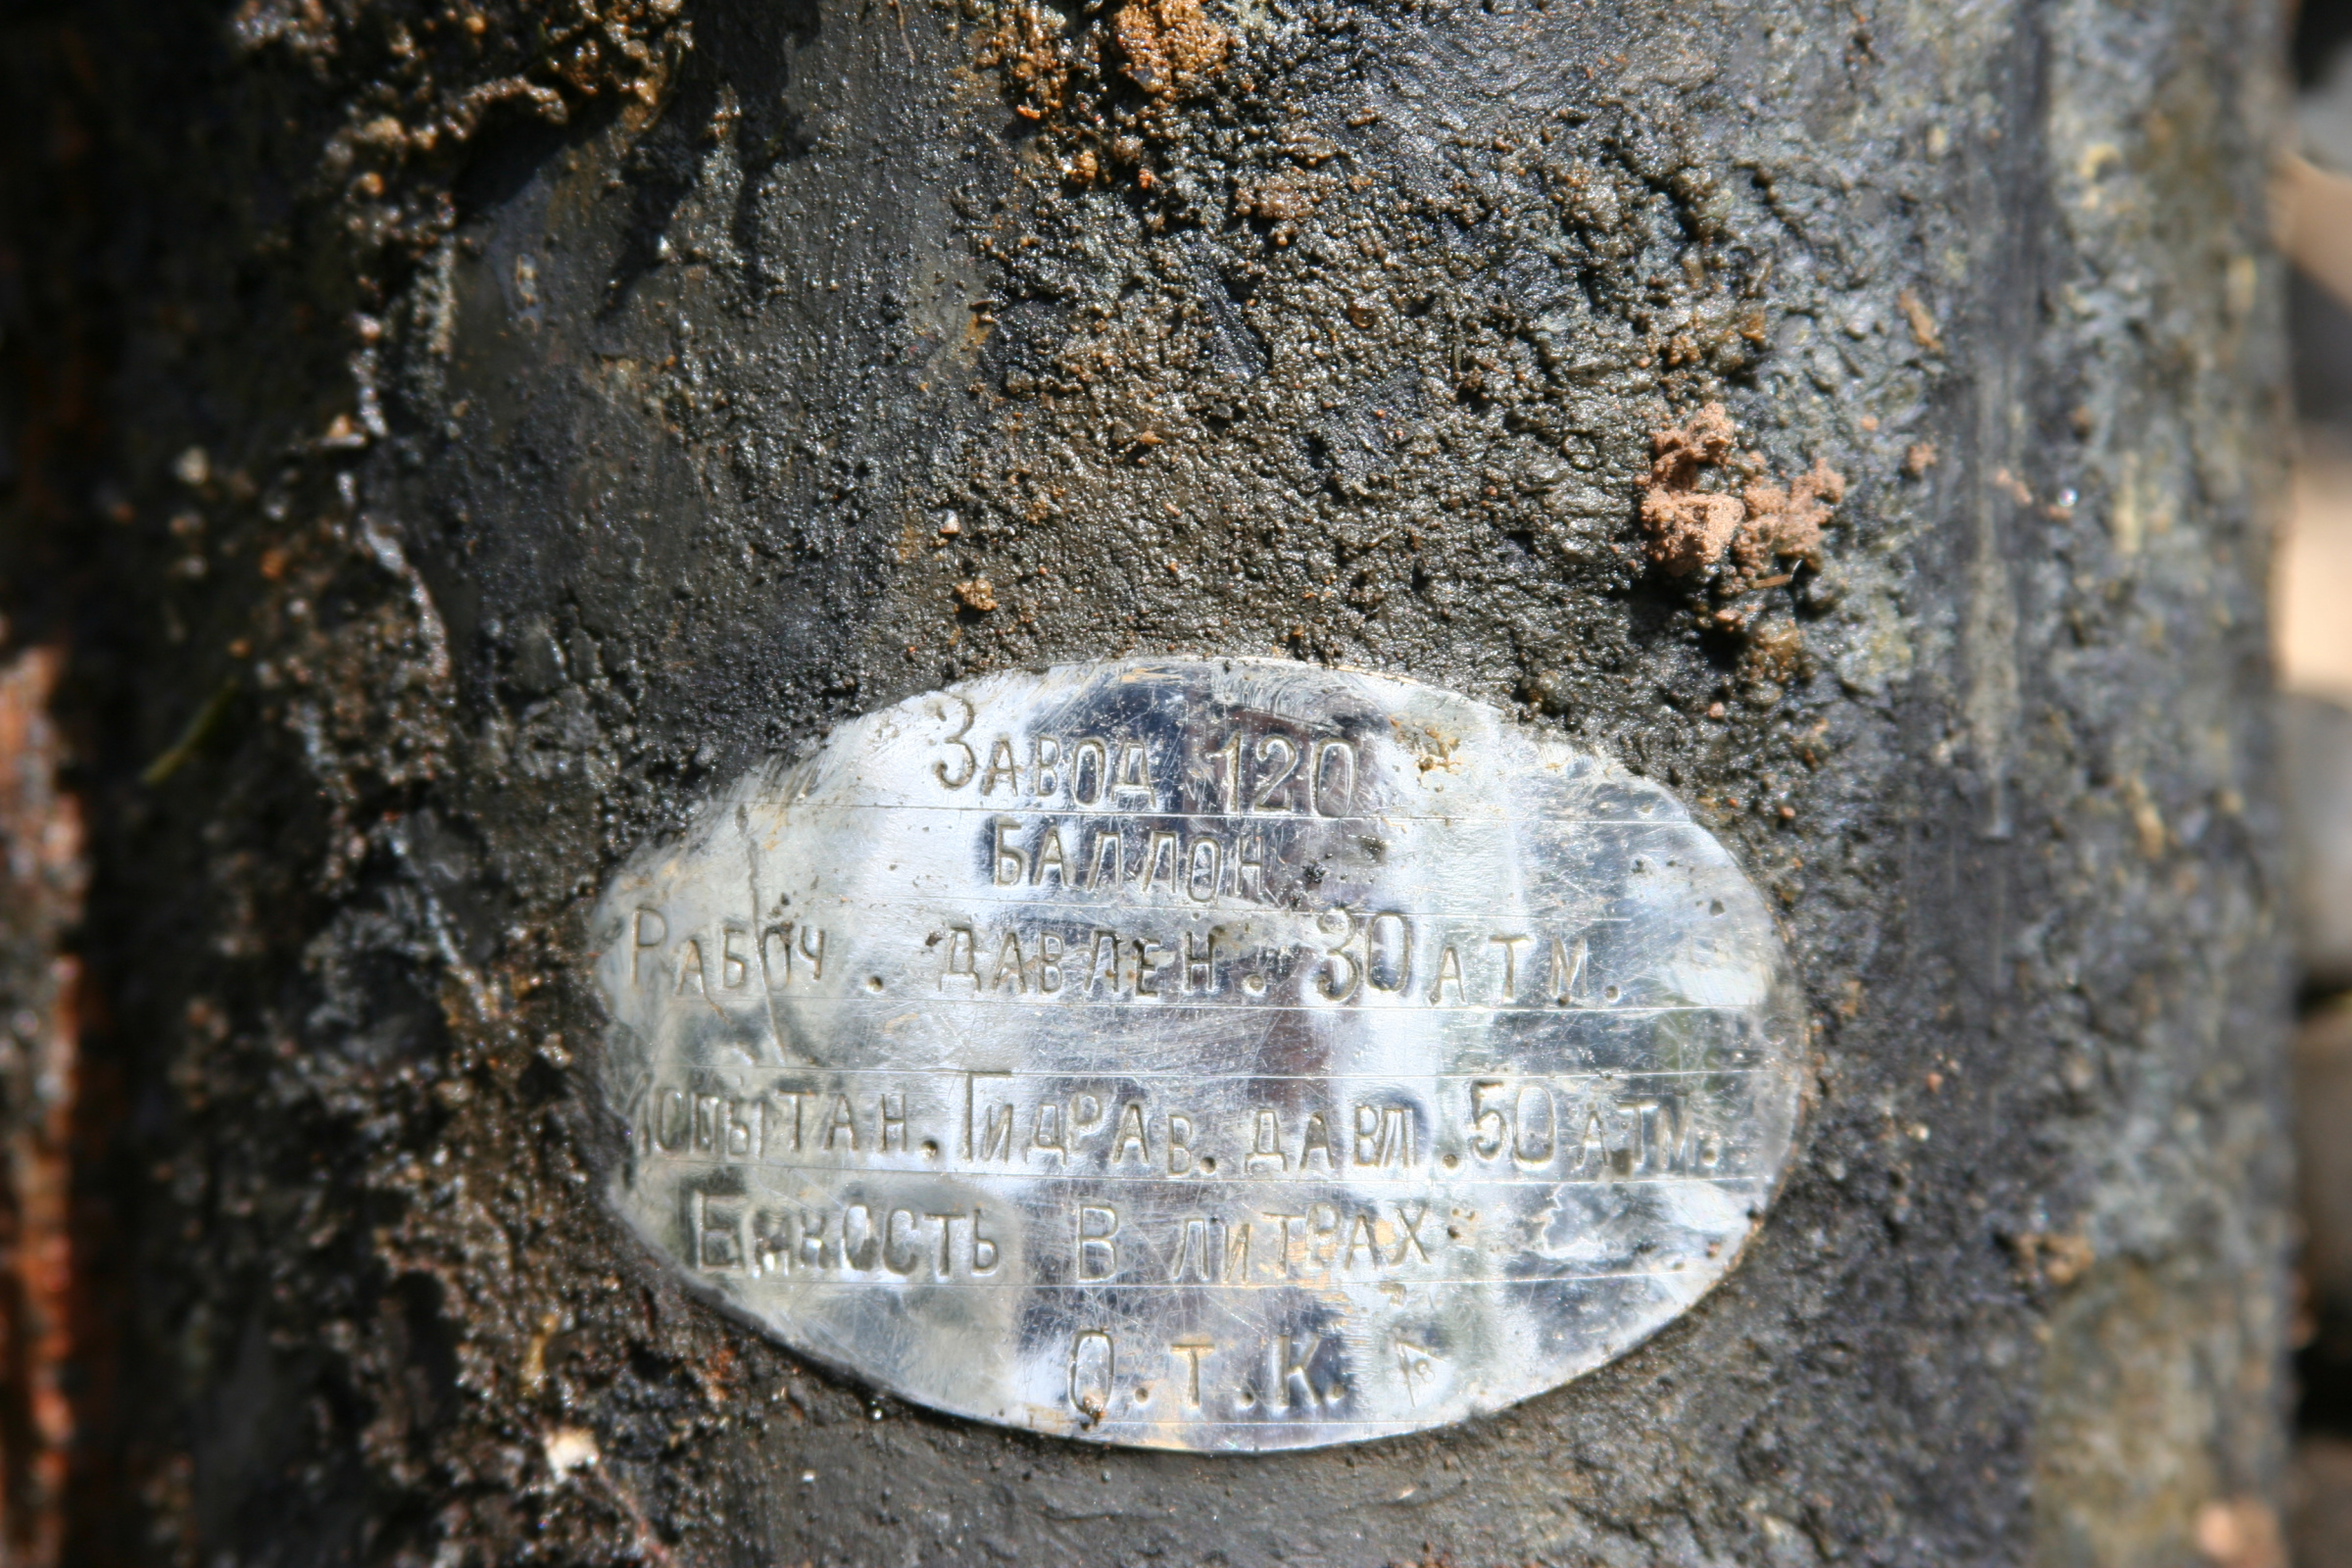 Завод 120
БАЛЛОН
Рабоч. давлен. 30 атм.
Испытан. Гидрав. давл. 50 атм.
Емкость в литрах
О.Т.К.